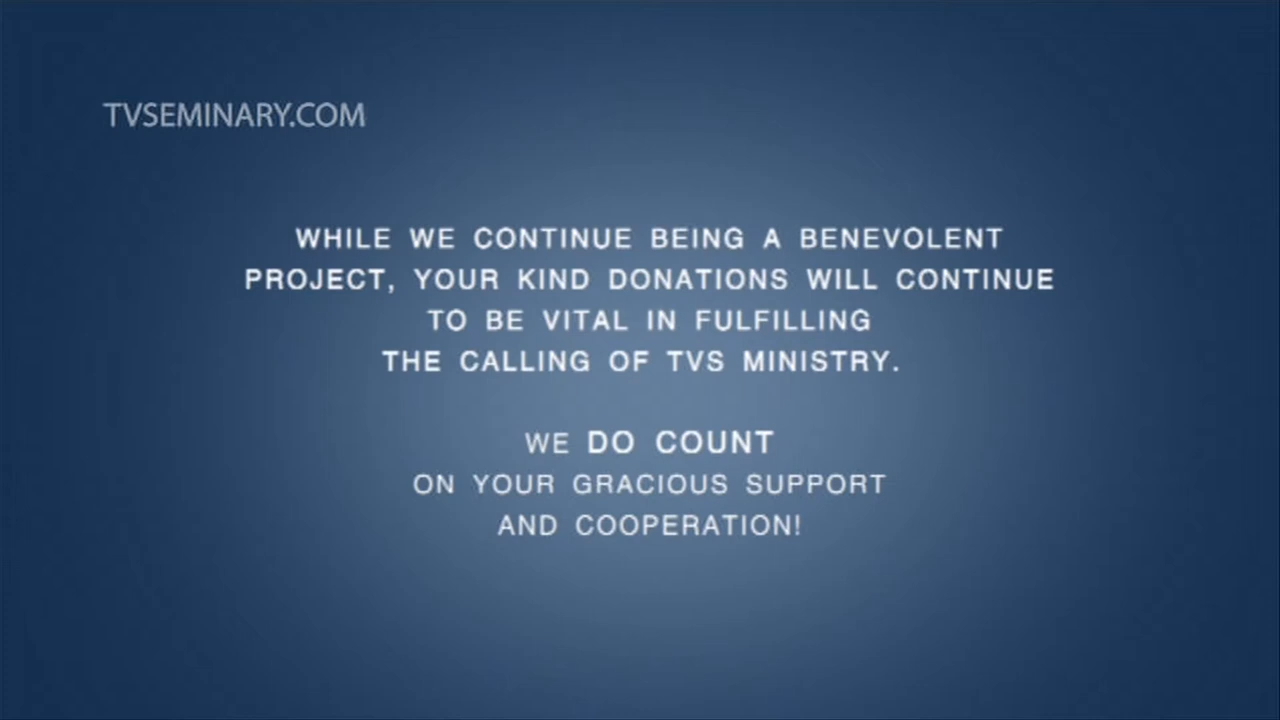 TVSEMINARY.COM
WHILE WE CONTINUE BEING A BENEVOLENT
PROJECT, YOUR KIND DONATIONS WILL CONTINUE
TO BE VITAL IN FULFILLING
THE CALLING OF TVS MINISTRY.
WE DO COUNT
ON YOUR GRACIOUS SUPPORT
AND COOPERATION!